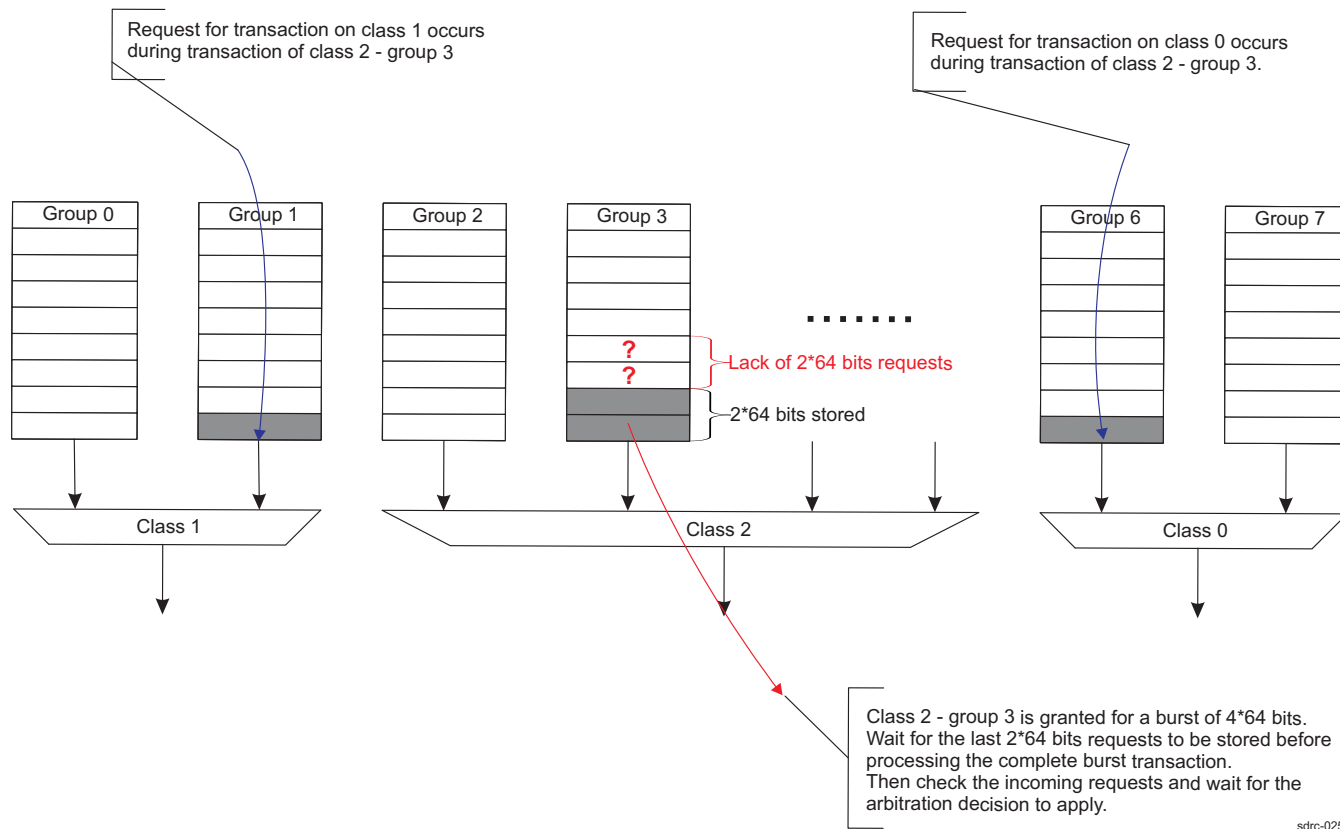 Request for transaction on class 1 occurs
during transaction of class 2 - group 3
Request for transaction on class 0 occurs
during transaction of class 2 - group 3.
Group 0
Group 1
Group 2
Group 3
Group 6
Group 7
.......
?
?
Lack of 2*64 bits requests
2*64 bits stored
Class 1
Class 2
Class 0
Class 2 - group 3 is granted for a burst of 4*64 bits.
Wait for the last 2*64 bits requests to be stored before
processing the complete burst transaction.
Then check the incoming requests and wait for the
arbitration decision to apply.
sdrc-025